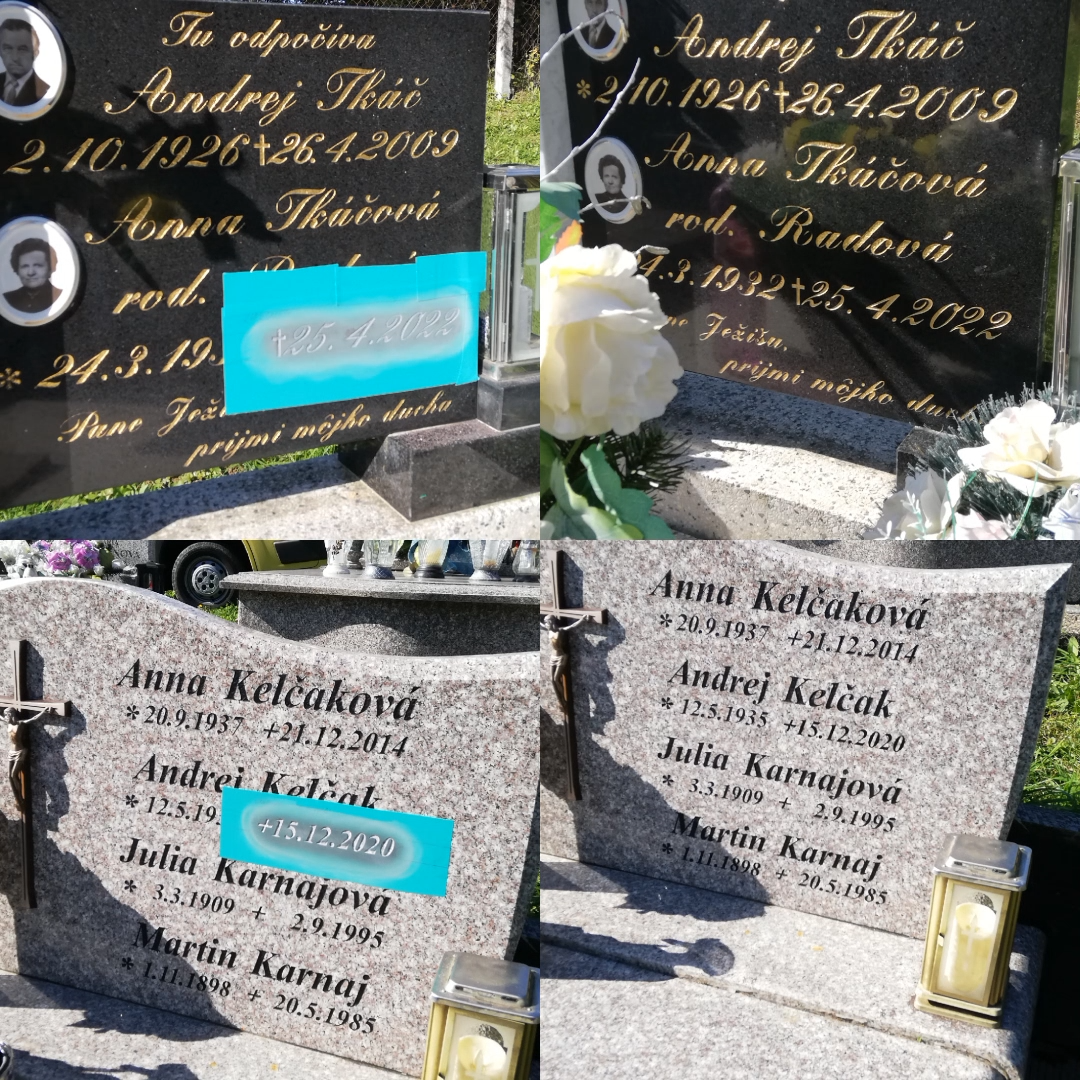 Tu odpočíva
Andrej Tkáč
2.10.1926 †26.4.2009
Anna Tkáčová
rod.
†25. 4.2022
* 24.3.19
Pane Ježi
prijmi môjho ducha
Andrej Tkáč
*2.10.1926 †26.4.2009
Anna Tkáčová
rod. Radová
4.3.1932 †25. 4.2022
Ježišu,
prijmi môjho
Anna Kelčaková
* 20.9.1937 +21.12.2014
Andrej Kelčak
* 12.5.19 +15.12.2020
Julia Karnajová
* 3.3.1909 + 2.9.1995
Martin Karnaj
* 1.11.1898 + 20.5.1985
Anna Kelčaková
* 20.9.1937 +21.12.2014
Andrej Kelčak
* 12.5.1935 +15.12.2020
Julia Karnajová
* 3.3.1909 + 2.9.1995
Martin Karnaj
* 1.11.1898 + 20.5.1985